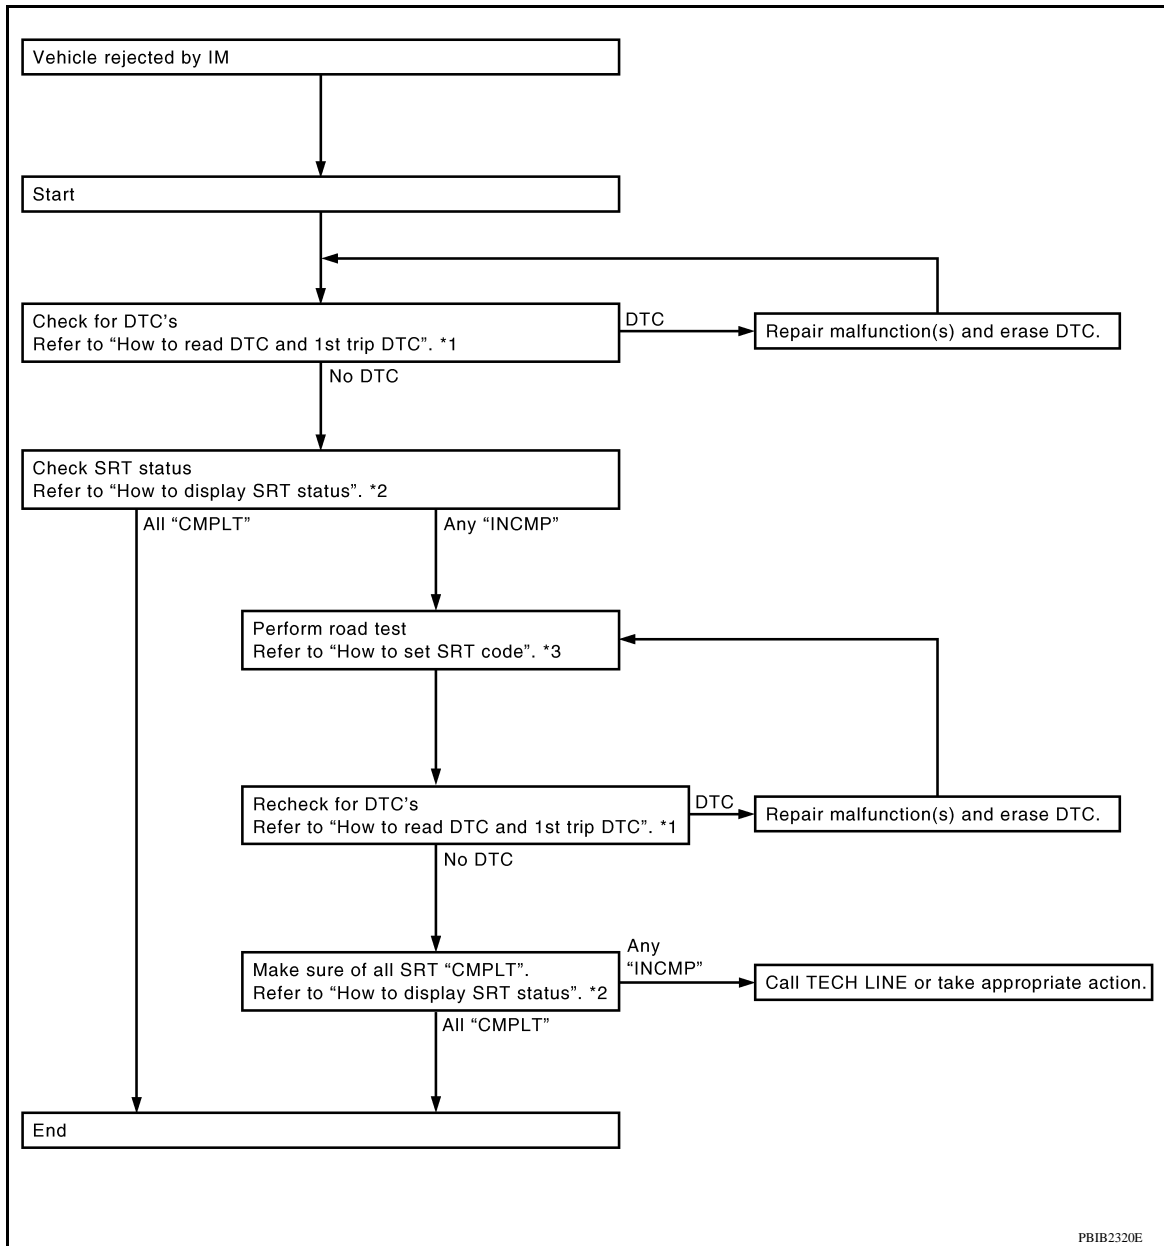 Vehicle rejected by IM
Start
Check for DTC's
Refer to “How to read DTC and 1st trip DTC”. *1
DTC
Repair malfunction(s) and erase DTC.
No DTC
Check SRT status
Refer to “How to display SRT status”. *2
All “CMPLT”
Any “INCMP”
Perform road test
Refer to “How to set SRT code”. *3
Recheck for DTC's
Refer to “How to read DTC and 1st trip DTC”. *1
DTC
Repair malfunction(s) and erase DTC.
No DTC
Make sure of all SRT “CMPLT”.
Refer to “How to display SRT status”. *2
Any
“INCMP”
Call TECH LINE or take appropriate action.
All “CMPLT”
End
PBIB2320E